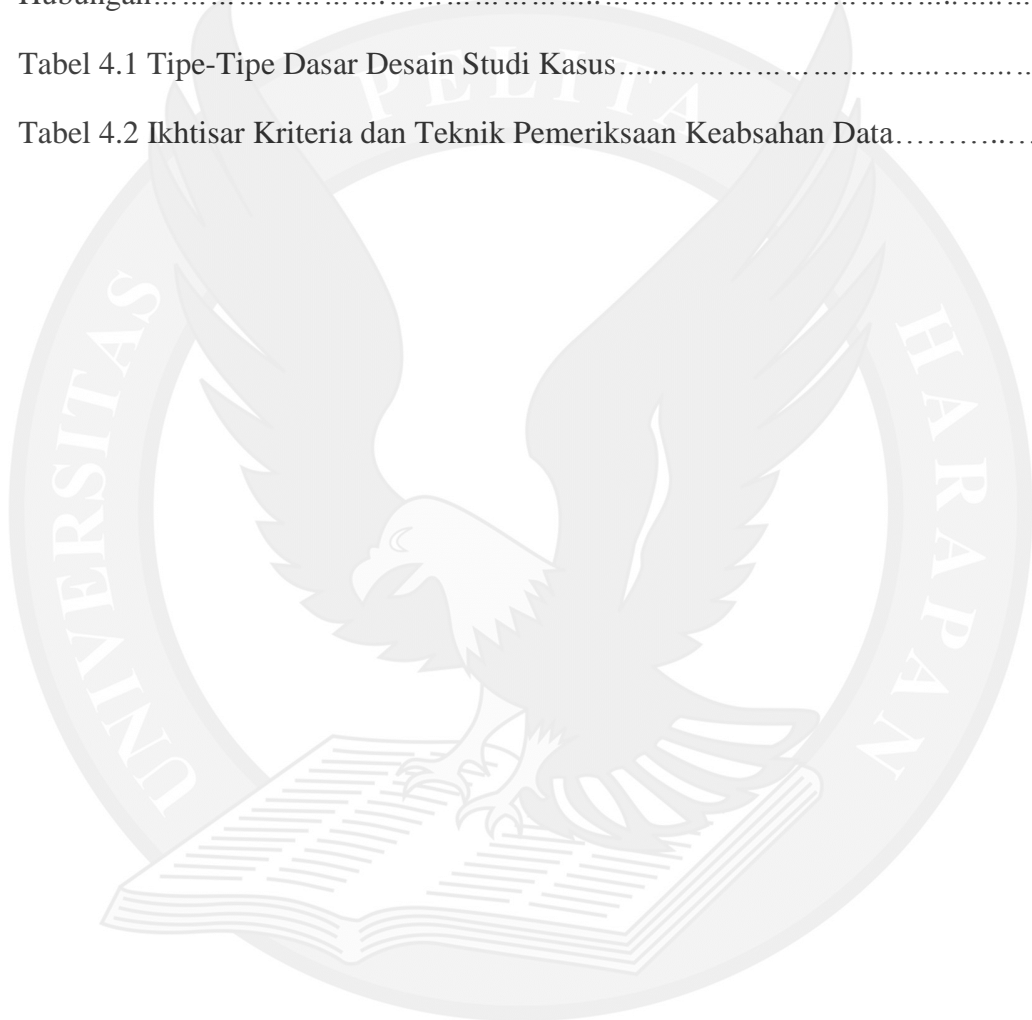 Hubungan……………………..……………………..………………………………..…..…
Tabel 4.1 Tipe-Tipe Dasar Desain Studi Kasus......………………………..……..…
Tabel 4.2 Ikhtisar Kriteria dan Teknik Pemeriksaan Keabsahan Data………..…
UNIVERSITAS PELITA HARAPAN